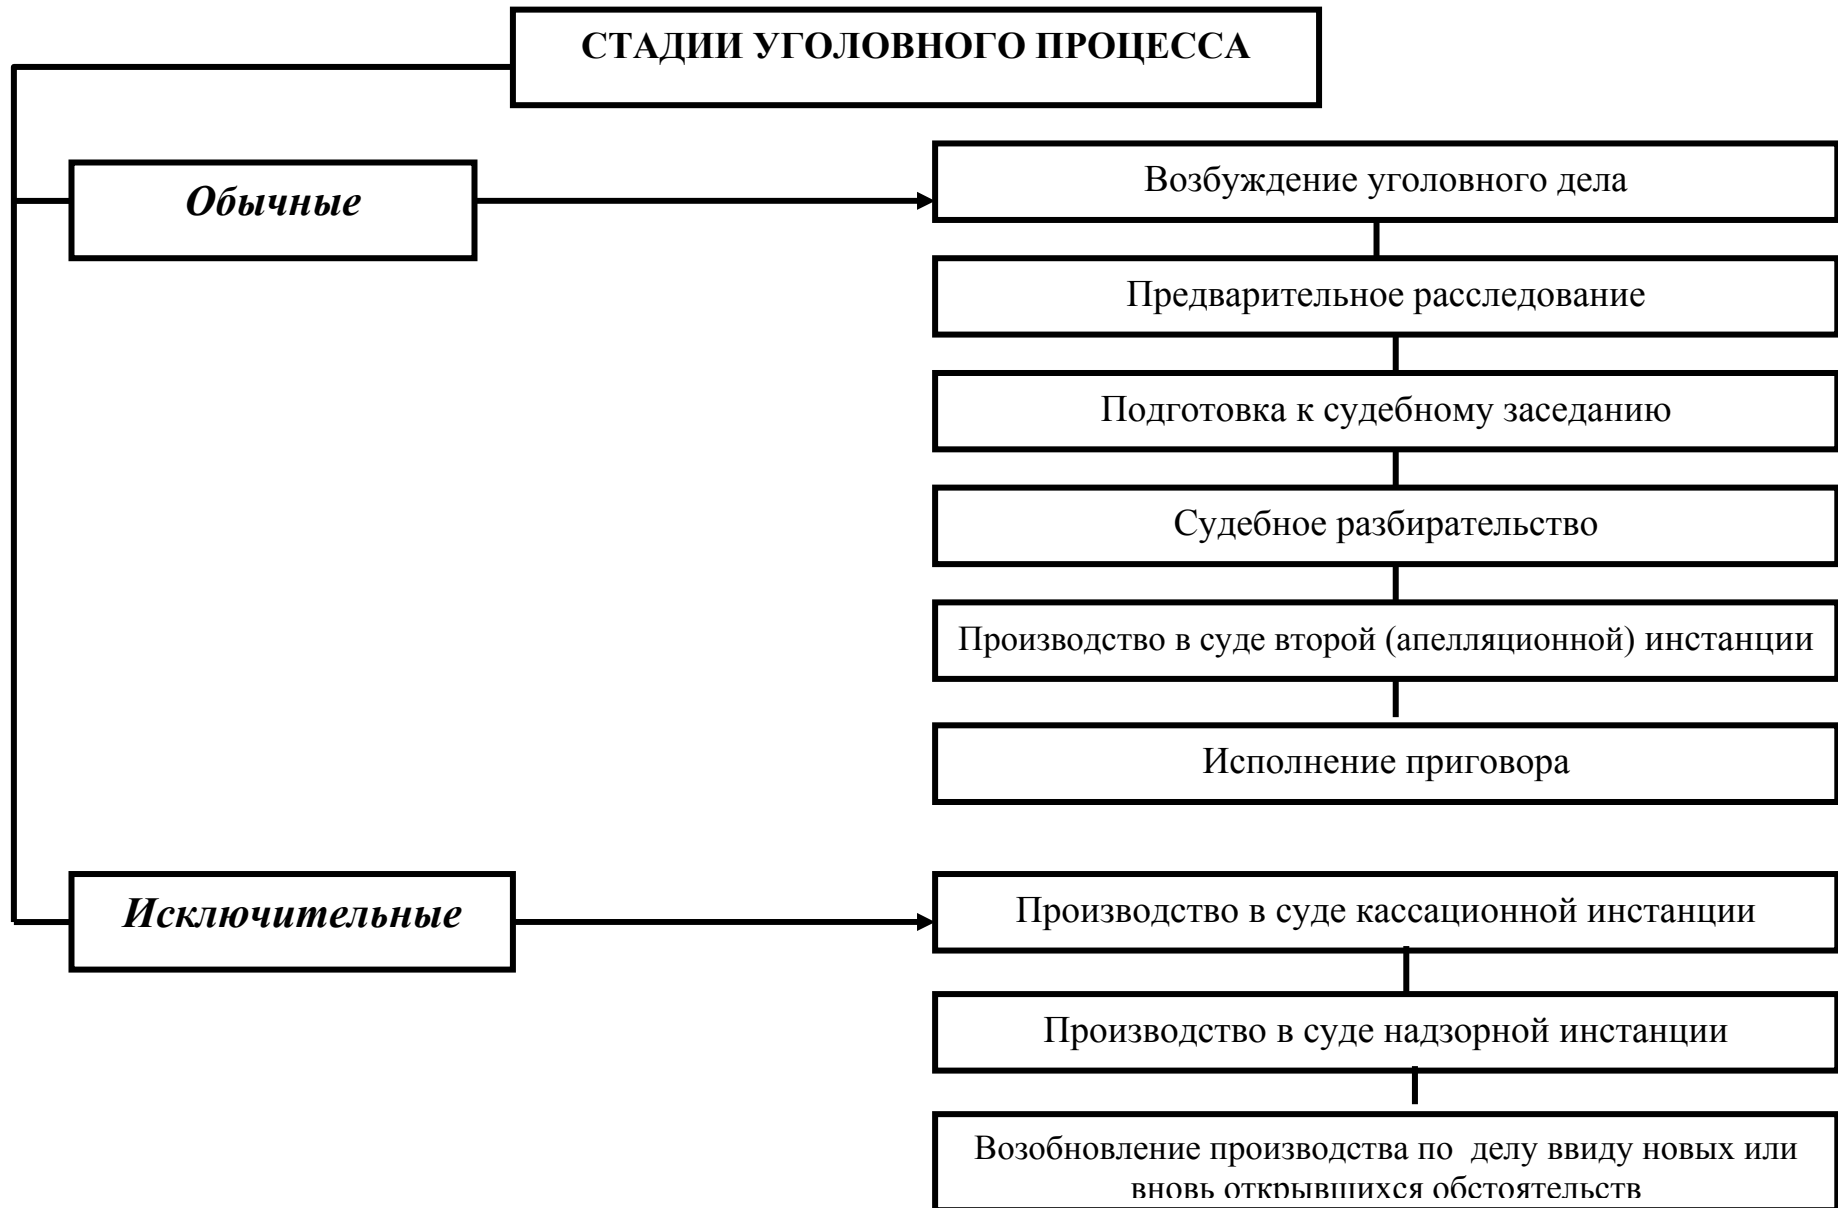 СТАДИИ УГОЛОВНОГО ПРОЦЕССА
Обычные
Возбуждение уголовного дела
Предварительное расследование
Подготовка к судебному заседанию
Судебное разбирательство
Производство в суде второй (апелляционной) инстанции
Исполнение приговора
Исключительные
Производство в суде кассационной инстанции
Производство в суде надзорной инстанции
Возобновление производства по делу ввиду новых или
вновь открывшихся обстоятельств